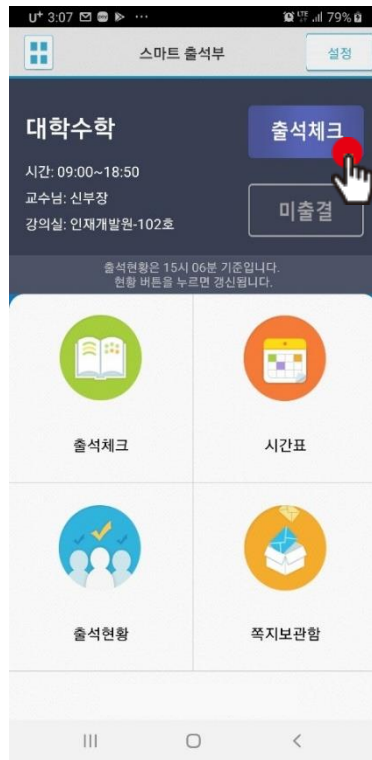 U+ 3:07 ... LTE 79%
스마트 출석부
설정
대학수학
출석체크
시간: 09:00~18:50
교수님: 신부장
미출결
강의실: 인재개발원-102호
출석현황은 15시 06분 기준입니다.
현황 버튼을 누르면 갱신됩니다.
출석체크
시간표
출석현황
쪽지보관함